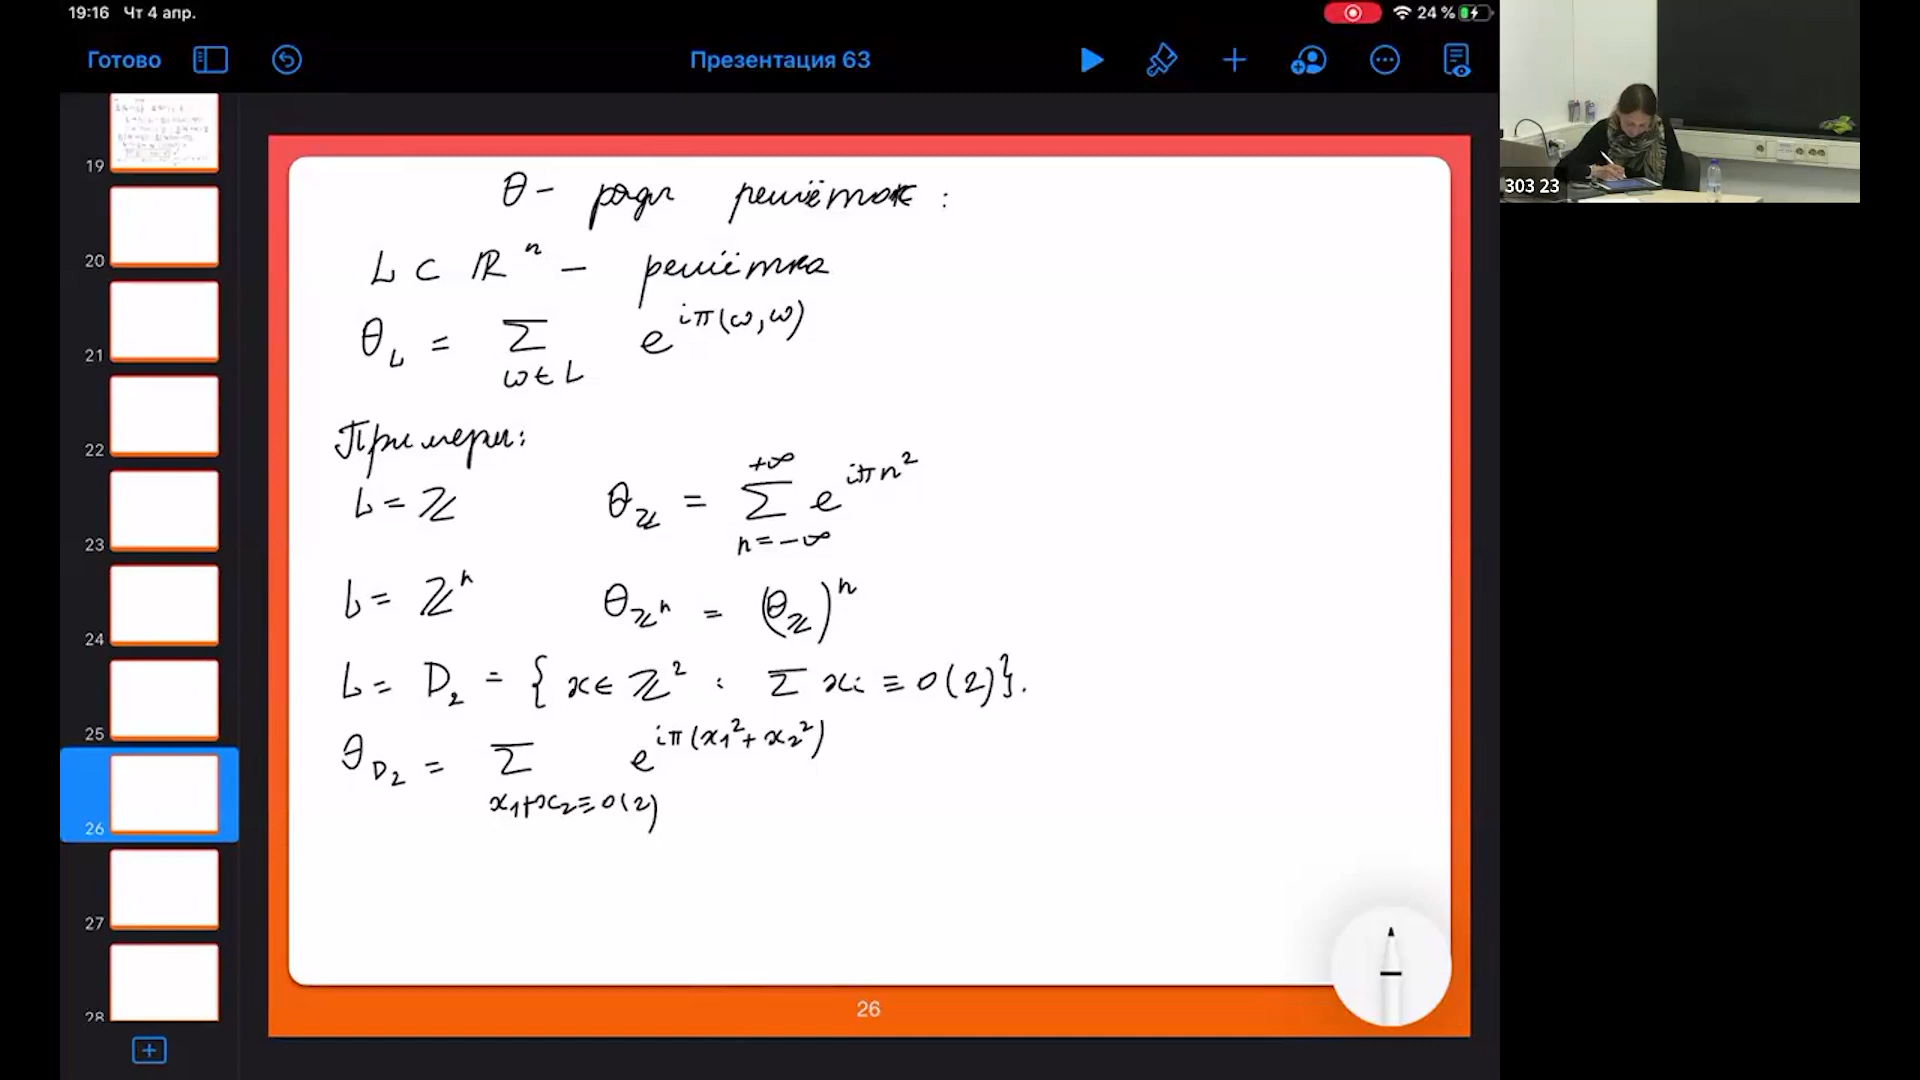 19:16 Чт 4 апр.
24 %
Готово
Презентация 63
303 23
19
20
21
22
23
24
25
26
27
28
θ - ряды решёток :
L ⊂ ℝⁿ - решётка
θ_L = Σ_{ω∈L} e^{iπ(ω,ω)}
Примеры:
L = ℤ θ_ℤ = Σ_{n=-∞}^{+∞} e^{iπn²}
L = ℤⁿ θ_{ℤⁿ} = (θ_ℤ)ⁿ
L = D₂ = { x ∈ ℤ² : Σ xᵢ ≡ 0(2)}.
θ_{D₂} = Σ_{x₁+x₂≡0(2)} e^{iπ(x₁²+x₂²)}
26